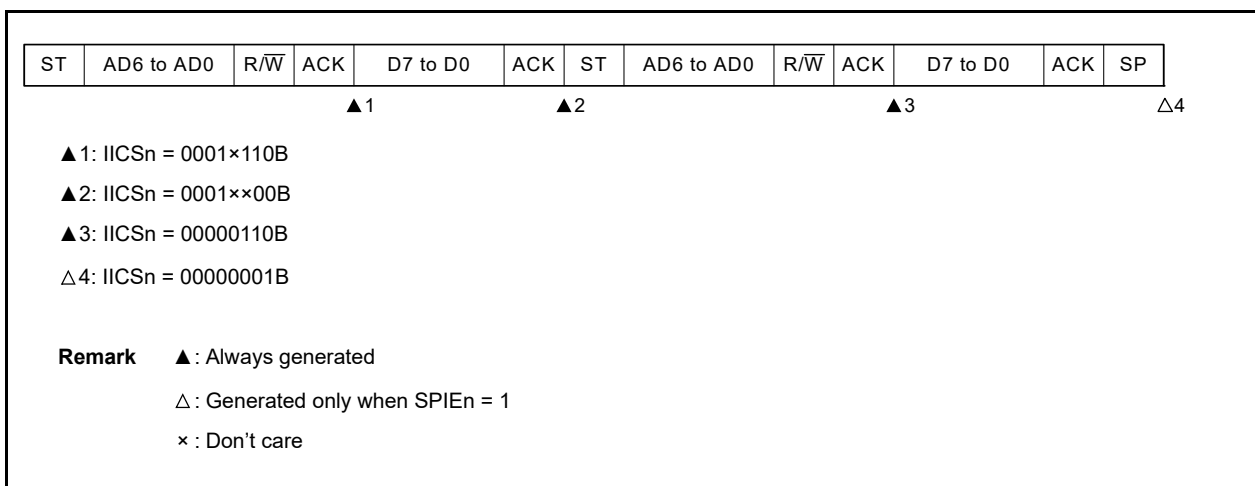 ST AD6 to AD0 R/W̅ ACK D7 to D0 ACK ST AD6 to AD0 R/W̅ ACK D7 to D0 ACK SP
▲1 ▲2 ▲3 △4
▲1: IICSn = 0001×110B
▲2: IICSn = 0001××00B
▲3: IICSn = 00000110B
△4: IICSn = 00000001B
Remark ▲: Always generated
△: Generated only when SPIEn = 1
×: Don’t care